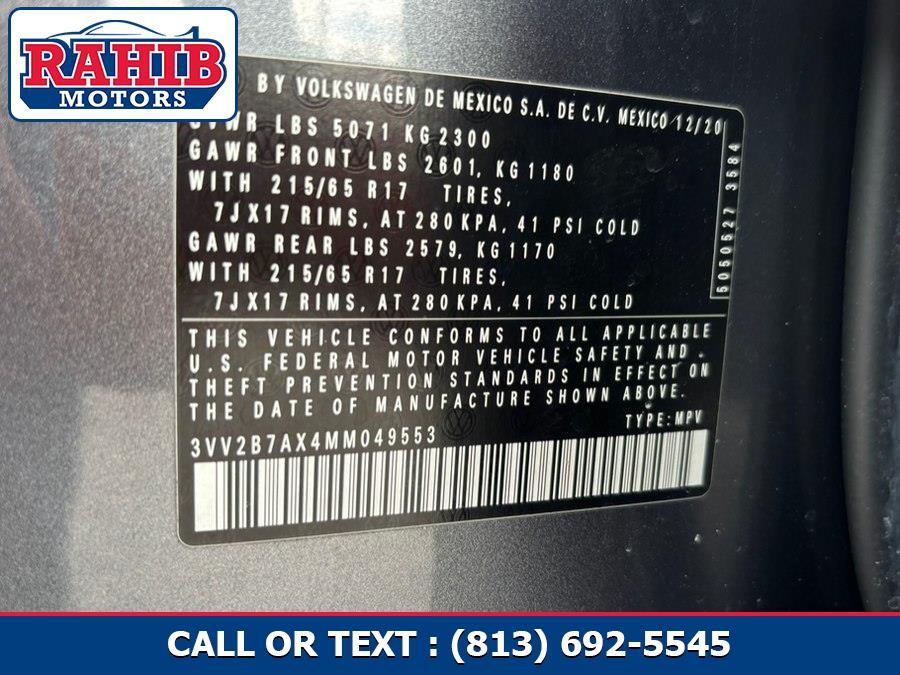 RAHIB
MOTORS
BY VOLKSWAGEN DE MEXICO S.A. DE C.V. MEXICO 12/20
GVWR LBS 5071 KG 2300
GAWR FRONT LBS 2601, KG 1180
WITH 215/65 R17 TIRES,
7JX17 RIMS, AT 280 KPA, 41 PSI COLD
GAWR REAR LBS 2579, KG 1170
WITH 215/65 R17 TIRES,
7JX17 RIMS, AT 280 KPA, 41 PSI COLD
5050527 3584
THIS VEHICLE CONFORMS TO ALL APPLICABLE
U.S. FEDERAL MOTOR VEHICLE SAFETY AND
THEFT PREVENTION STANDARDS IN EFFECT ON
THE DATE OF MANUFACTURE SHOWN ABOVE.
TYPE:MPV
3VV2B7AX4MM049553
CALL OR TEXT : (813) 692-5545